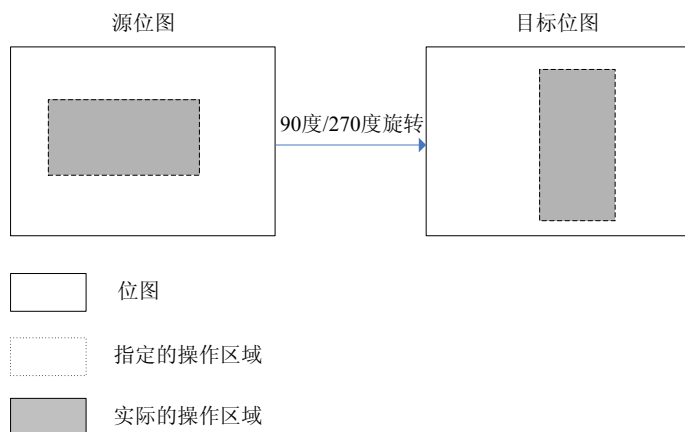 源位图
目标位图
90度/270度旋转
位图
指定的操作区域
实际的操作区域